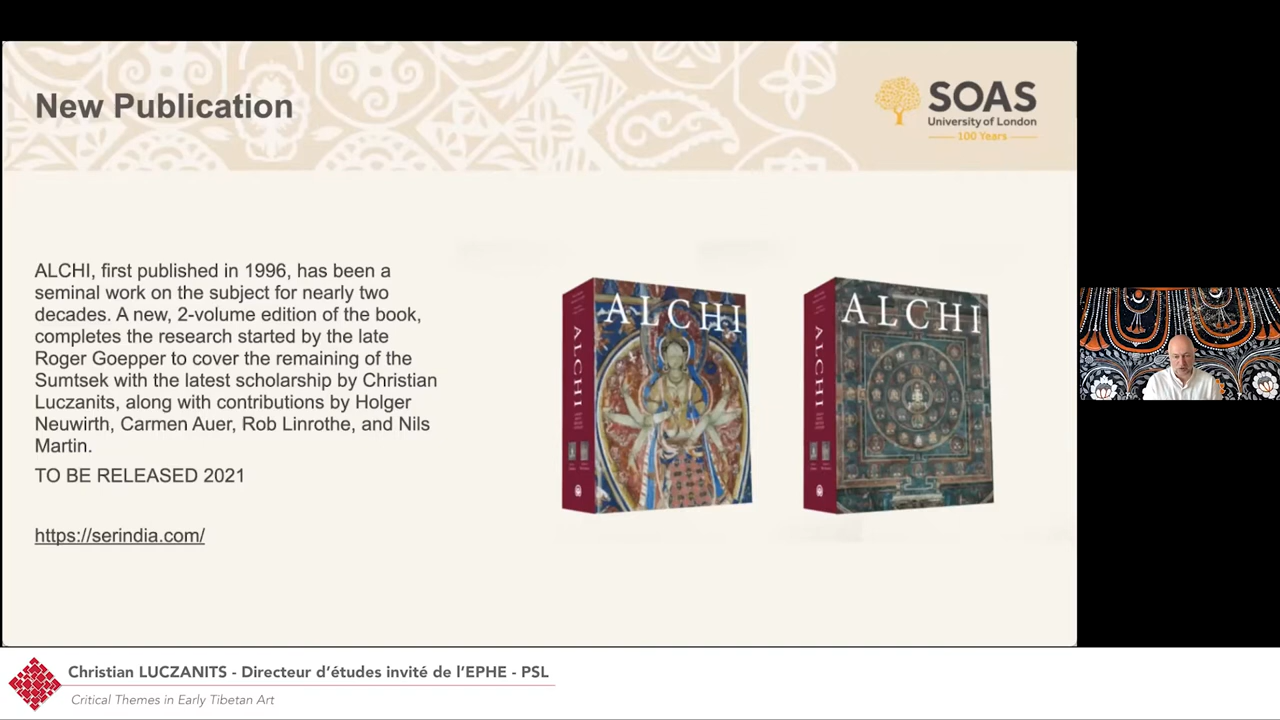 New Publication
SOAS
University of London
100 Years
ALCHI, first published in 1996, has been a
seminal work on the subject for nearly two
decades. A new, 2-volume edition of the book,
completes the research started by the late
Roger Goepper to cover the remaining of the
Sumtsek with the latest scholarship by Christian
Luczanits, along with contributions by Holger
Neuwirth, Carmen Auer, Rob Linrothe, and Nils
Martin.
TO BE RELEASED 2021
https://serindia.com/
ALCHI
ALCHI
ALCHI
ALCHI
Christian LUCZANITS - Directeur d'études invité de l'EPHE - PSL
Critical Themes in Early Tibetan Art